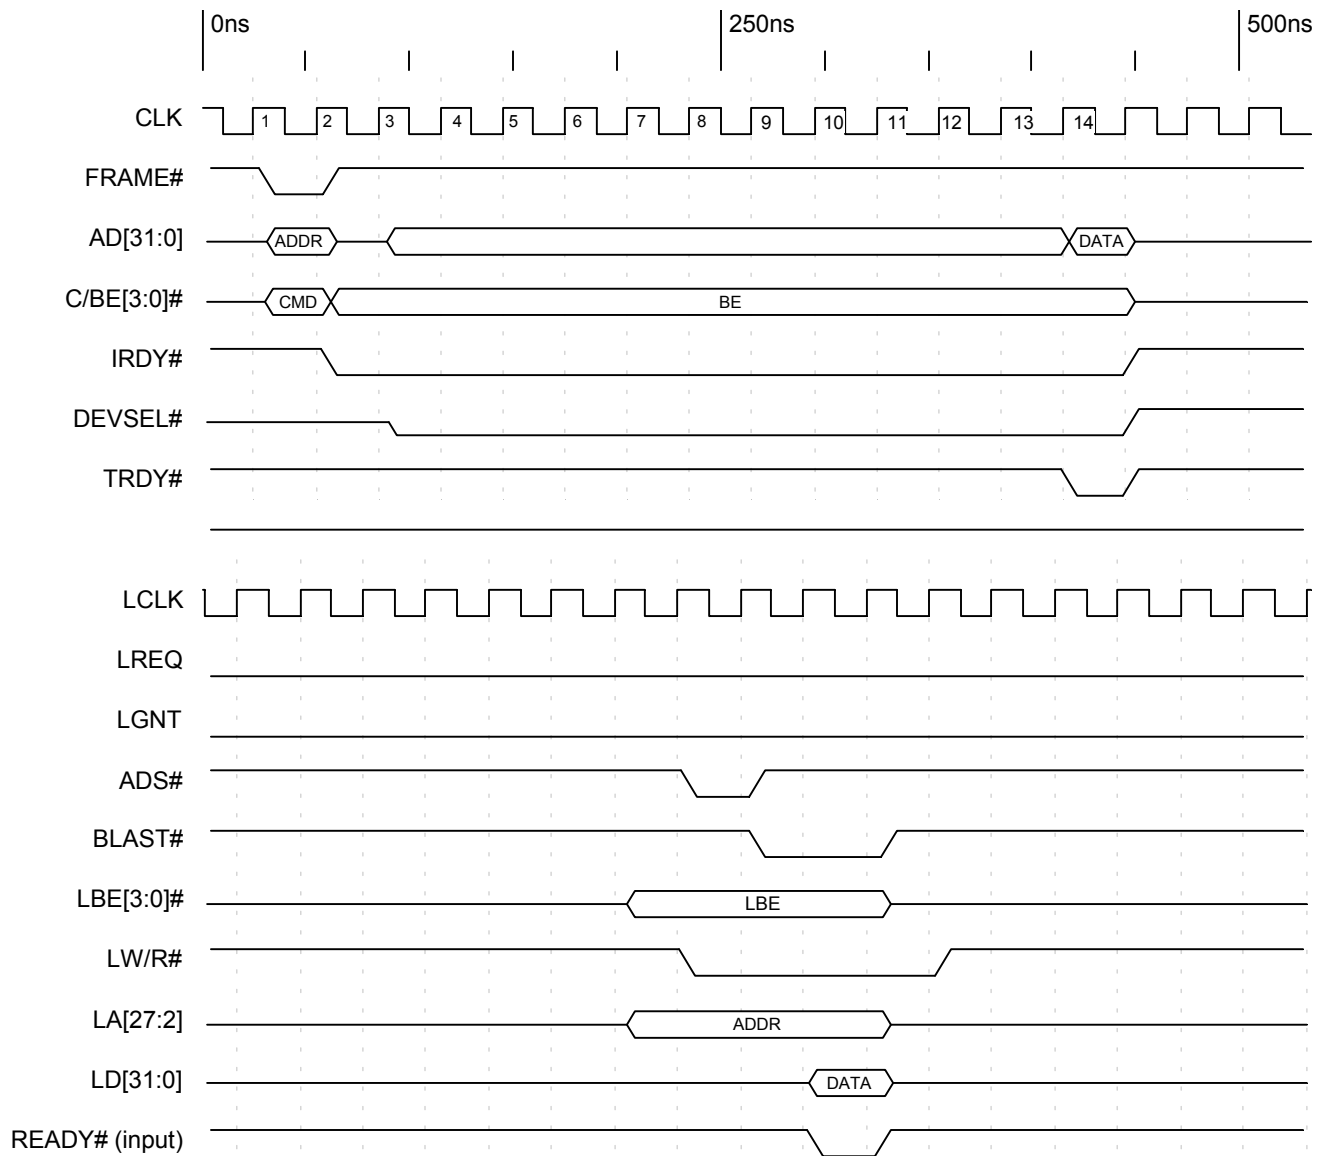 0ns 250ns 500ns
CLK 1 2 3 4 5 6 7 8 9 10 11 12 13 14
FRAME#
AD[31:0] ADDR DATA
C/BE[3:0]# CMD BE
IRDY#
DEVSEL#
TRDY#
LCLK
LREQ
LGNT
ADS#
BLAST#
LBE[3:0]# LBE
LW/R#
LA[27:2] ADDR
LD[31:0] DATA
READY# (input)